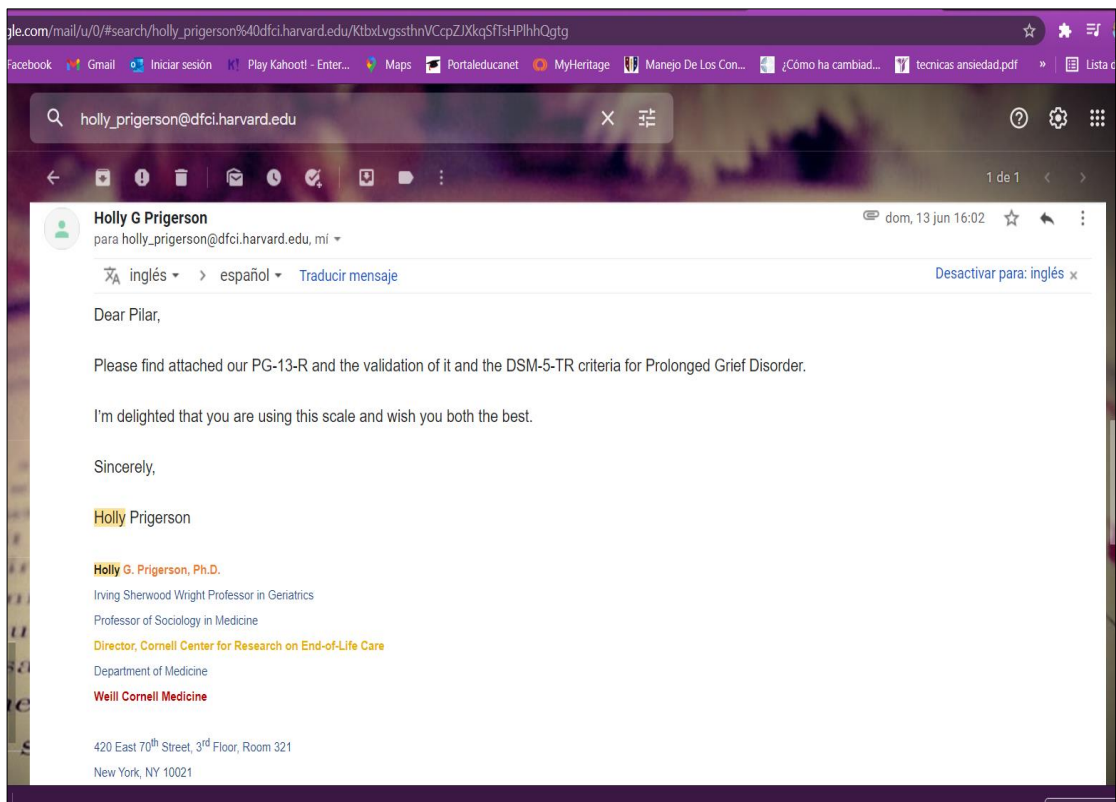 gle.com/mail/u/0/#search/holly_prigerson%40dfci.harvard.edu/KtbxLvgssthnVCcpZJXkqSfTsHPlhhQgtg
Facebook Gmail Iniciar sesión Play Kahoot! - Enter... Maps Portaleducanet MyHeritage Manejo De Los Con... ¿Cómo ha cambiad... tecnicas ansiedad.pdf » Lista d
holly_prigerson@dfci.harvard.edu
1 de 1
Holly G Prigerson dom, 13 jun 16:02
para holly_prigerson@dfci.harvard.edu, mí
inglés > español Traducir mensaje Desactivar para: inglés x
Dear Pilar,
Please find attached our PG-13-R and the validation of it and the DSM-5-TR criteria for Prolonged Grief Disorder.
I'm delighted that you are using this scale and wish you both the best.
Sincerely,
Holly Prigerson
Holly G. Prigerson, Ph.D.
Irving Sherwood Wright Professor in Geriatrics
Professor of Sociology in Medicine
Director, Cornell Center for Research on End-of-Life Care
Department of Medicine
Weill Cornell Medicine
420 East 70th Street, 3rd Floor, Room 321
New York, NY 10021